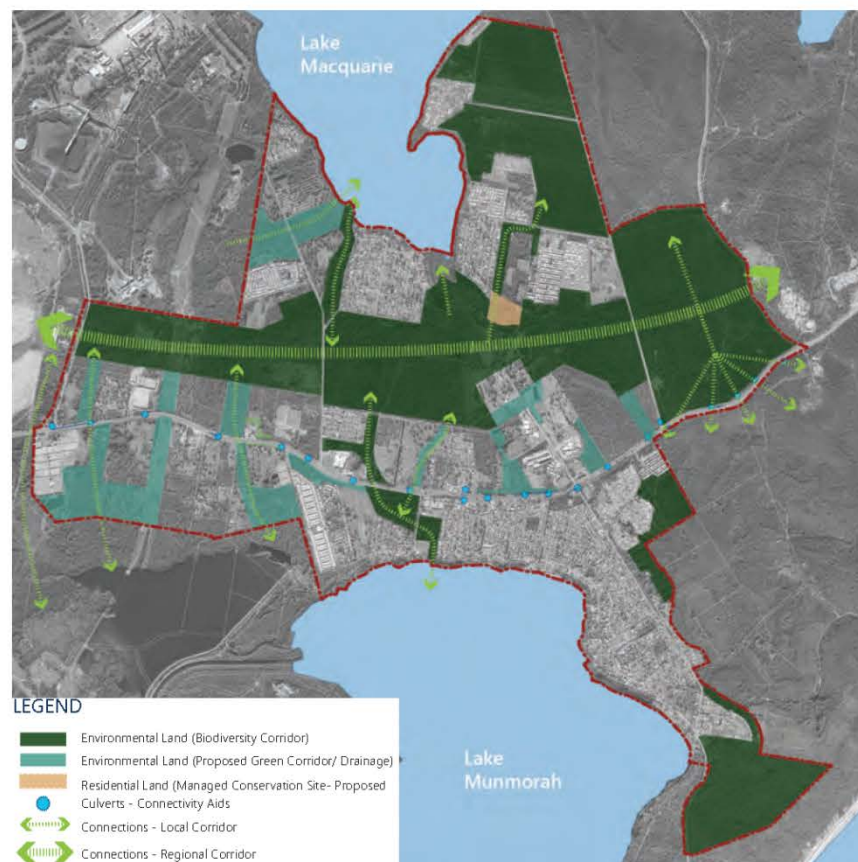 Lake
Macquarie
LEGEND
Environmental Land (Biodiversity Corridor)
Environmental Land (Proposed Green Corridor/ Drainage)
Residential Land (Managed Conservation Site- Proposed
Culverts - Connectivity Aids
Connections - Local Corridor
Connections - Regional Corridor
Lake
Munmorah